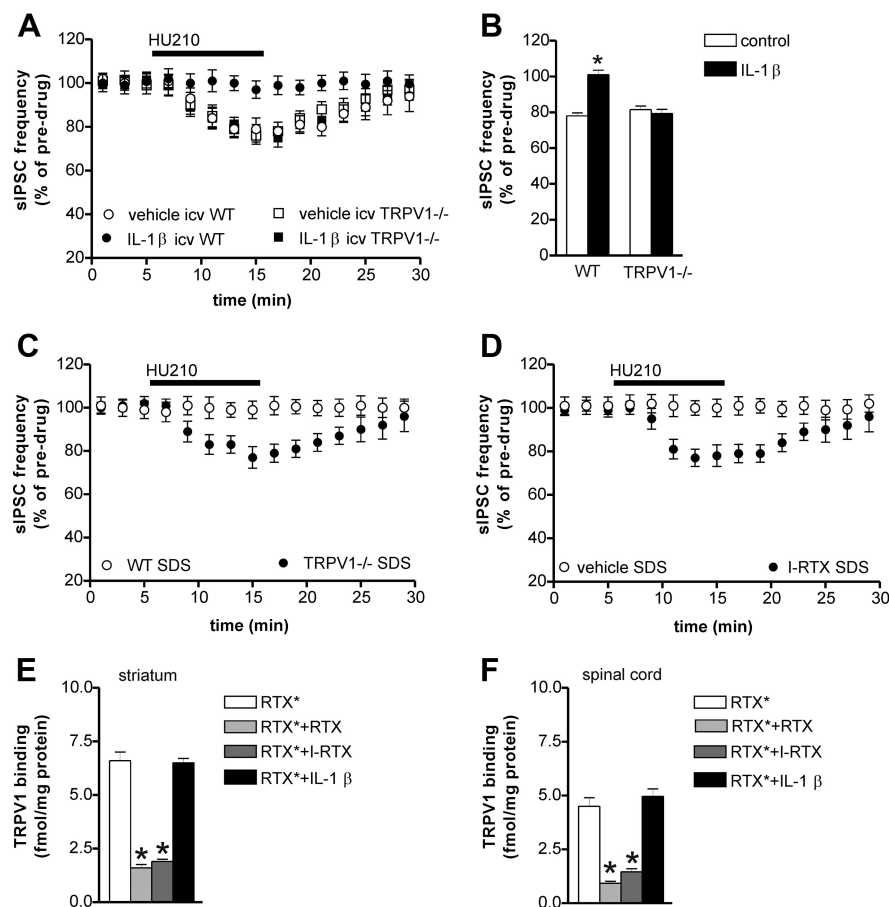 A
HU210
120
100
80
60
40
20
0 5 10 15 20 25 30
sIPSC frequency
(% of pre-drug)
vehicle icv WT
vehicle icv TRPV1-/-
IL-1β icv WT
IL-1β icv TRPV1-/-
time (min)
B
control
IL-1β
120
100
80
60
40
20
0
*
sIPSC frequency
(% of pre-drug)
WT TRPV1-/-
C
HU210
120
100
80
60
40
20
0 5 10 15 20 25 30
sIPSC frequency
(% of pre-drug)
WT SDS
TRPV1-/- SDS
time (min)
D
HU210
120
100
80
60
40
20
0 5 10 15 20 25 30
sIPSC frequency
(% of pre-drug)
vehicle SDS
I-RTX SDS
time (min)
E
striatum
10.0
7.5
5.0
2.5
0.0
TRPV1 binding
(fmol/mg protein)
* *
RTX*
RTX*+RTX
RTX*+I-RTX
RTX*+IL-1 β
F
spinal cord
10.0
7.5
5.0
2.5
0.0
TRPV1 binding
(fmol/mg protein)
* *
RTX*
RTX*+RTX
RTX*+I-RTX
RTX*+IL-1 β